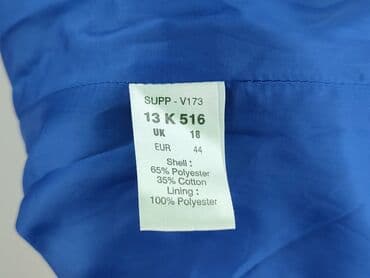 SUPP - V173
13 K 516
UK 18
EUR 44
Shell :
65% Polyester
35% Cotton
Lining :
100% Polyester